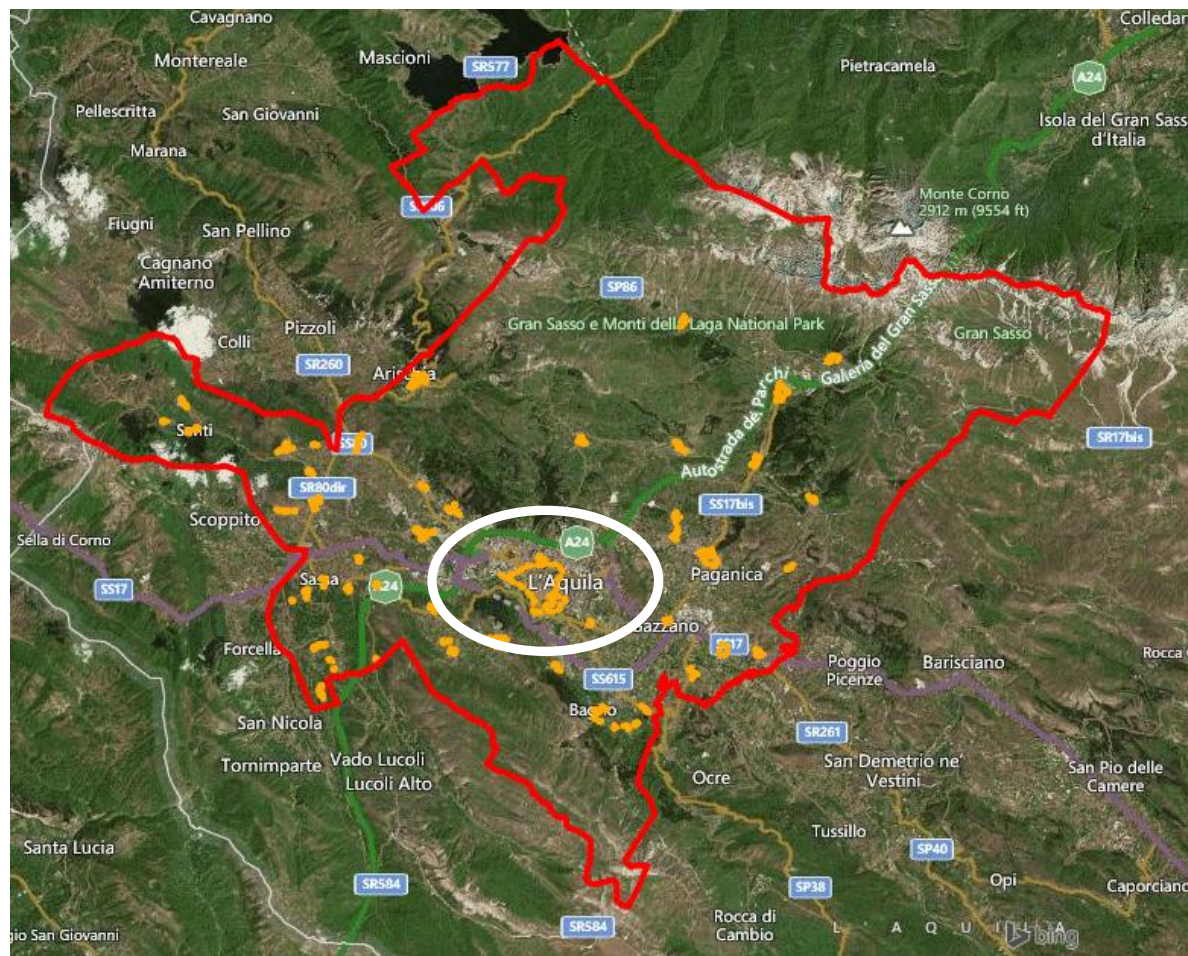 Cavagnano
Colledar
Montereale
Mascioni
SR577
Pietracamela
A24
Pellescritta
San Giovanni
Isola del Gran Sass
d'Italia
Marana
Monte Corno
2912 m (9554 ft)
Fiugni
San Pellino
Cagnano
Amiterno
SP86
Pizzoli
Gran Sasso e Monti della Laga National Park
Gran Sasso
Colli
SR260
Galleria del Gran Sasso
Autostrada dei Parchi
SR17bis
SR80dir
SS17bis
Scoppito
Sella di Corno
A24
SS17
Sassa
A24
L'Aquila
Paganica
Bazzano
Forcella
SS17
Poggio
Picenze
Barisciano
Rocca
SS615
San Nicola
Bagno
SR261
Tornimparte
Vado Lucoli
Lucoli Alto
Ocre
San Demetrio ne'
Vestini
San Pio delle
Camere
Tussillo
Santa Lucia
SP40
SR584
SP38
Opi
Caporciano
Rocca di
Cambio
SR584
gio San Giovanni
L ' A Q U I L A
bing